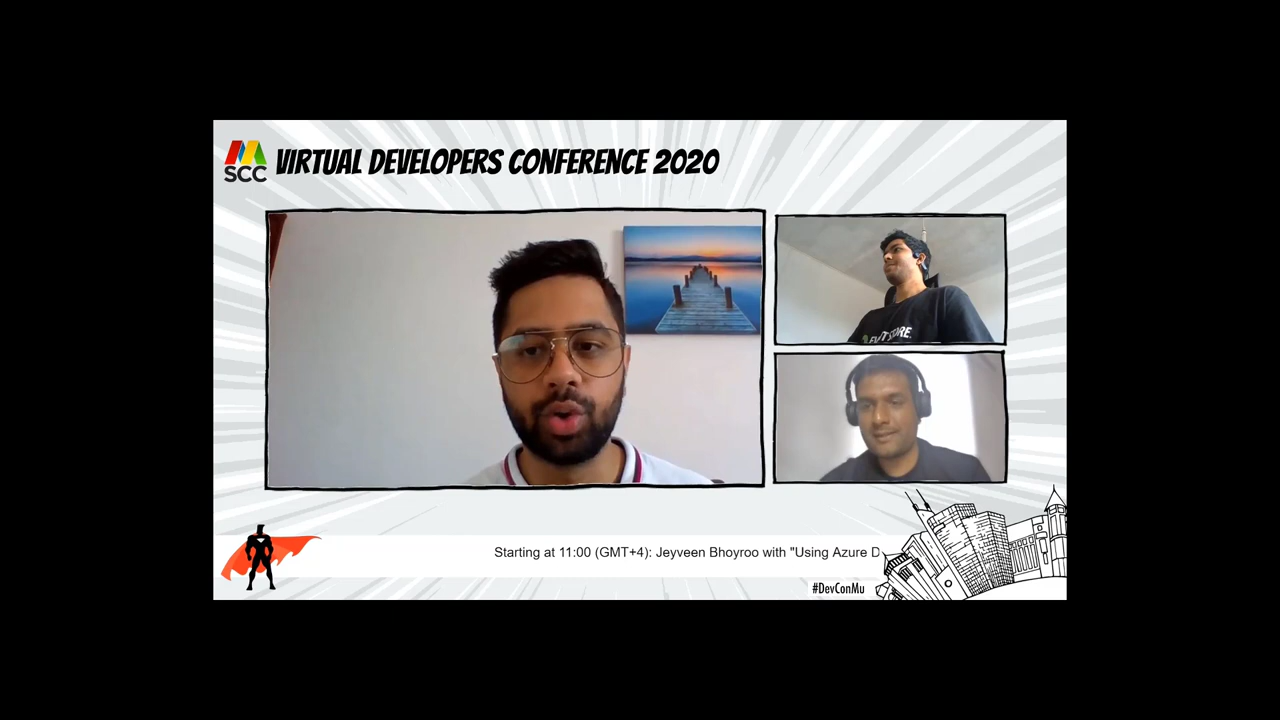 SCC
VIRTUAL DEVELOPERS CONFERENCE 2020
Starting at 11:00 (GMT+4): Jeyveen Bhoyroo with "Using Azure D
#DevConMu